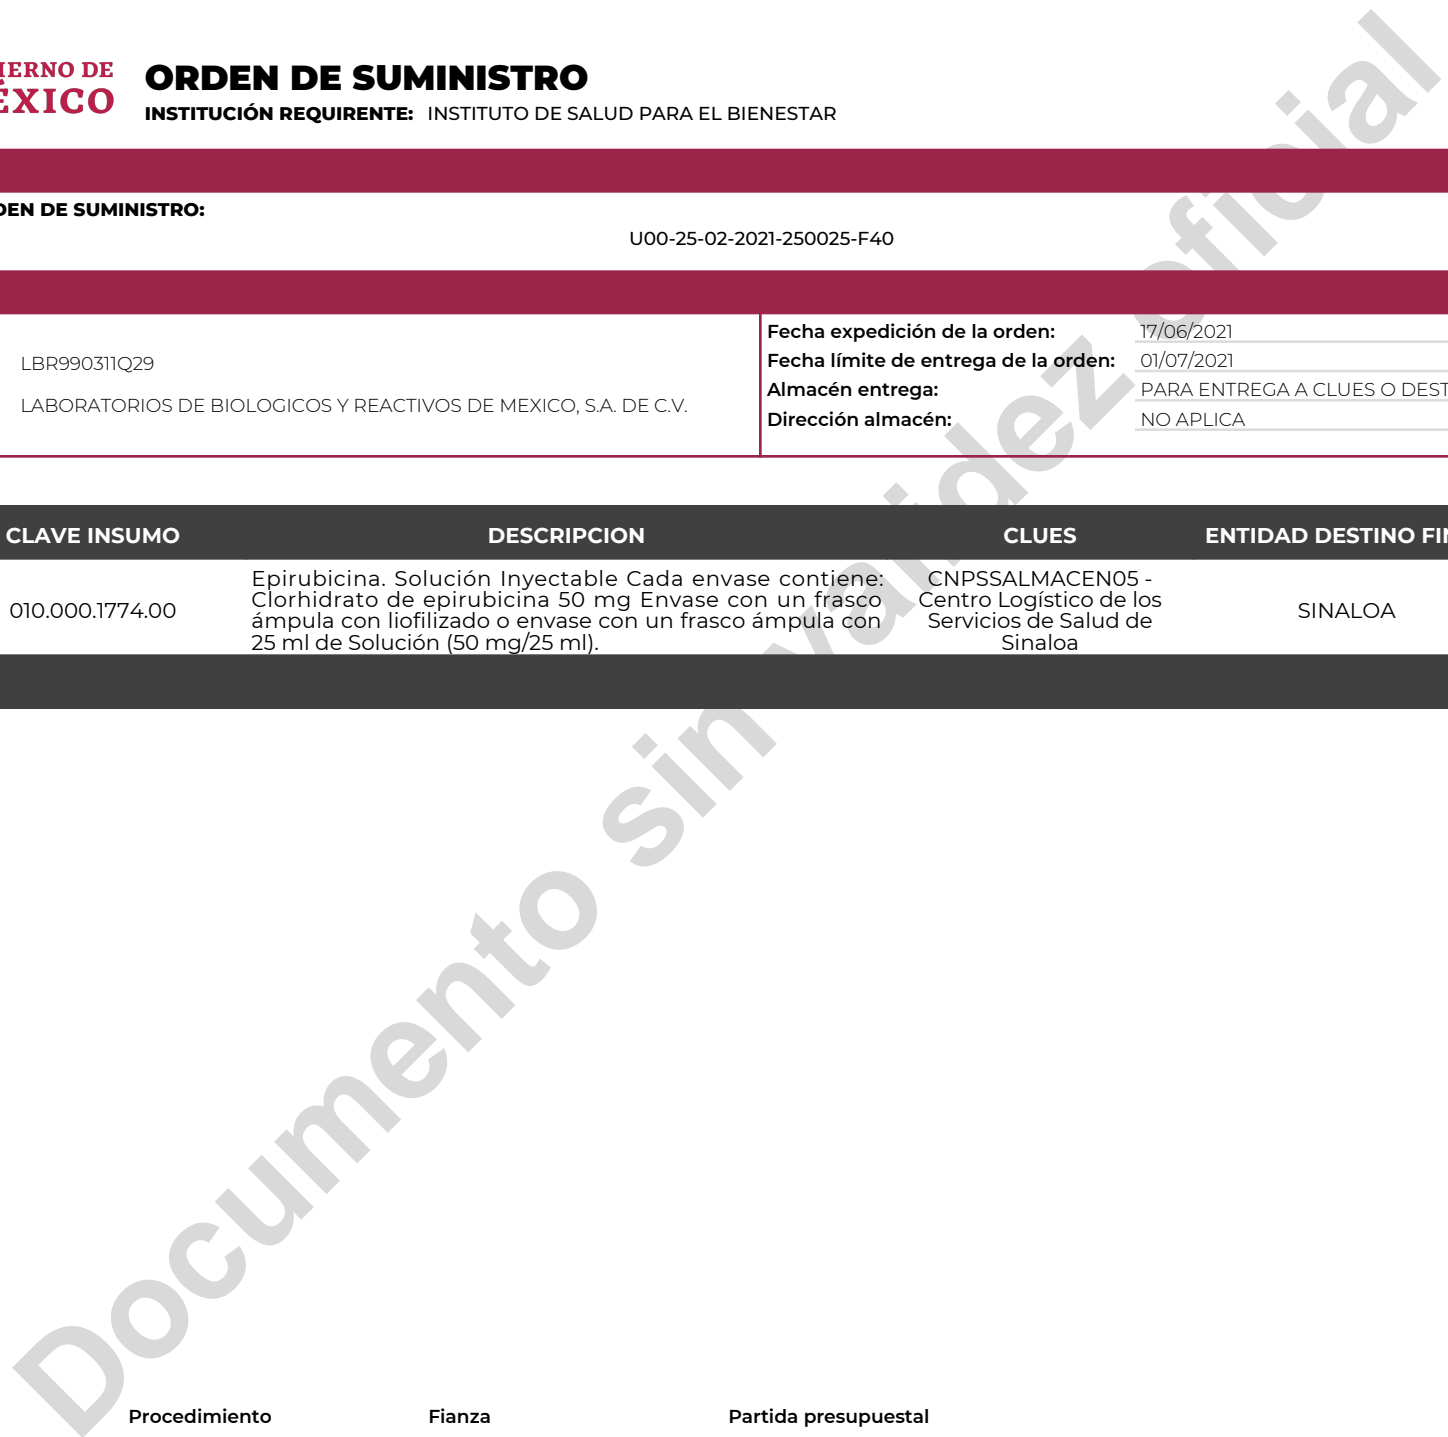 IERNO DE
ÉXICO
ORDEN DE SUMINISTRO
INSTITUCIÓN REQUIRENTE: INSTITUTO DE SALUD PARA EL BIENESTAR
DEN DE SUMINISTRO:
U00-25-02-2021-250025-F40
LBR990311Q29
LABORATORIOS DE BIOLOGICOS Y REACTIVOS DE MEXICO, S.A. DE C.V.
Fecha expedición de la orden: 17/06/2021
Fecha límite de entrega de la orden: 01/07/2021
Almacén entrega: PARA ENTREGA A CLUES O DEST
Dirección almacén: NO APLICA
CLAVE INSUMO DESCRIPCION CLUES ENTIDAD DESTINO FIN
010.000.1774.00
Epirubicina. Solución Inyectable Cada envase contiene:
Clorhidrato de epirubicina 50 mg Envase con un frasco
ámpula con liofilizado o envase con un frasco ámpula con
25 ml de Solución (50 mg/25 ml).
CNPSSALMACEN05 -
Centro Logístico de los
Servicios de Salud de
Sinaloa
SINALOA
Documento sin validez oficial
Procedimiento Fianza Partida presupuestal